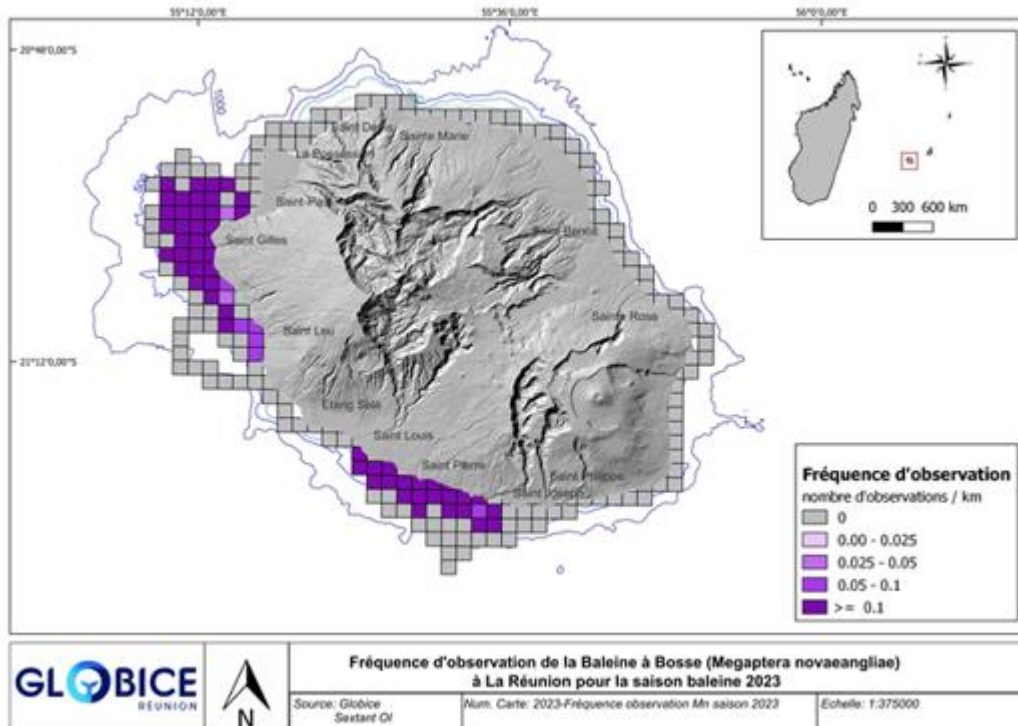 55°12'0,00"E
55°36'0,00"E
56°0'0,00"E
20°48'0,00"S
21°12'0,00"S
1000
Saint Denis
Sainte Marie
La Possession
Saint-Paul
Saint Gilles
Saint Benoit
Sainte Rose
Saint Leu
Etang Salé
Saint Louis
Saint Pierre
Saint Philippe
Saint Joseph
0 300 600 km
Fréquence d'observation
nombre d'observations / km
0
0.00 - 0.025
0.025 - 0.05
0.05 - 0.1
>= 0.1
GLOBICE
RÉUNION
N
Fréquence d'observation de la Baleine à Bosse (Megaptera novaeangliae)
à La Réunion pour la saison baleine 2023
Source: Globice
Sextant OI
Num. Carte: 2023-Fréquence observation Mn saison 2023
Echelle: 1:375000